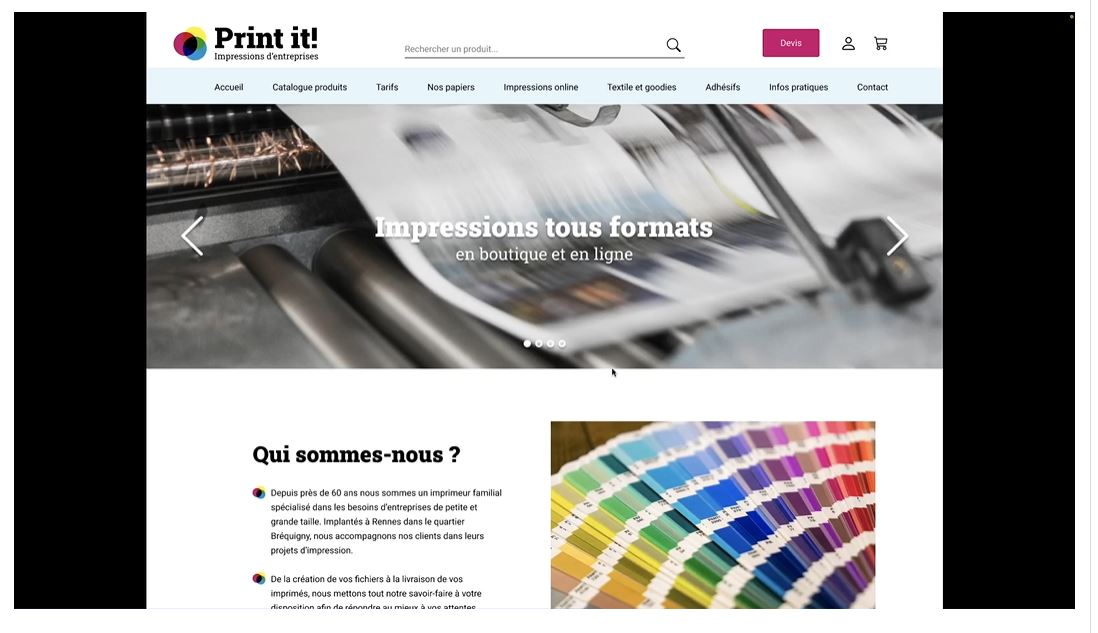 Print it!
Impressions d'entreprises
Rechercher un produit...
Devis
Accueil Catalogue produits Tarifs Nos papiers Impressions online Textile et goodies Adhésifs Infos pratiques Contact
Impressions tous formats
en boutique et en ligne
Qui sommes-nous ?
Depuis près de 60 ans nous sommes un imprimeur familial
spécialisé dans les besoins d'entreprises de petite et
grande taille. Implantés à Rennes dans le quartier
Bréquigny, nous accompagnons nos clients dans leurs
projets d'impression.
De la création de vos fichiers à la livraison de vos
imprimés, nous mettons tout notre savoir-faire à votre
disposition afin de répondre au mieux à vos attentes